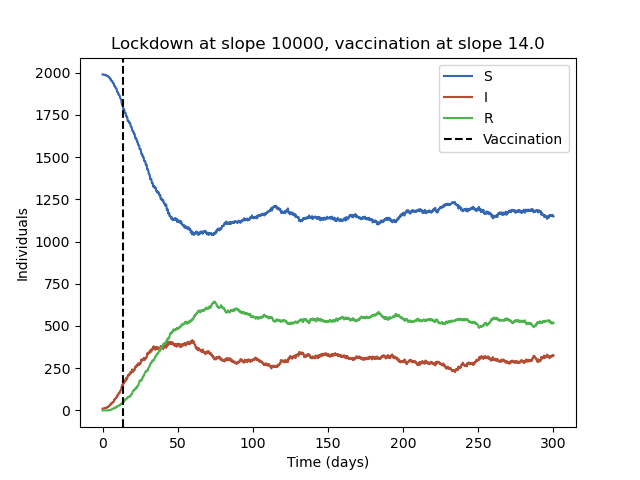 Lockdown at slope 10000, vaccination at slope 14.0
S
I
R
Vaccination
Individuals
2000
1750
1500
1250
1000
750
500
250
0
0 50 100 150 200 250 300
Time (days)